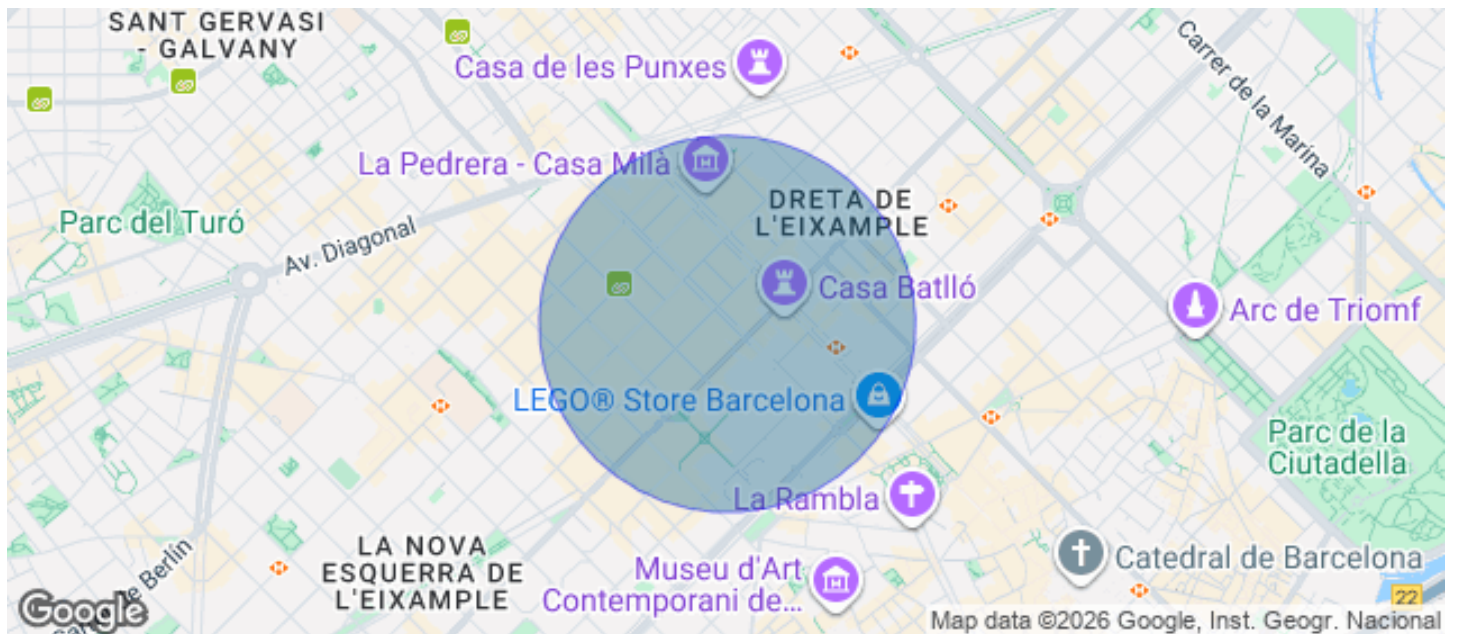 SANT GERVASI
- GALVANY
Casa de les Punxes
Carrer de la Marina
La Pedrera - Casa Milà
DRETA DE
L'EIXAMPLE
Parc del Turó
Av. Diagonal
Casa Batlló
Arc de Triomf
LEGO® Store Barcelona
Parc de la
Ciutadella
La Rambla
LA NOVA
ESQUERRA DE
L'EIXAMPLE
Museu d'Art
Contemporani de...
Catedral de Barcelona
de Berlín
22
Google
Map data ©2026 Google, Inst. Geogr. Nacional